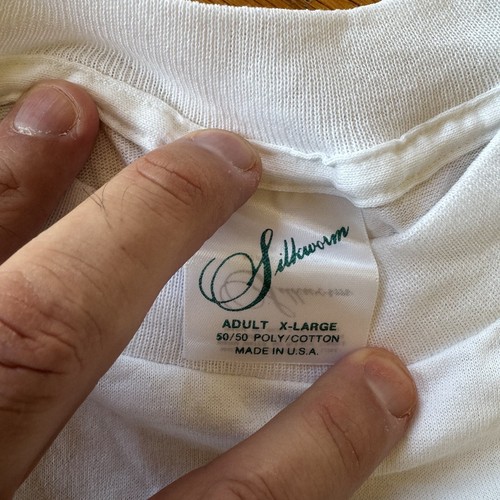 Silkworm
ADULT X-LARGE
50/50 POLY/COTTON
MADE IN U.S.A.